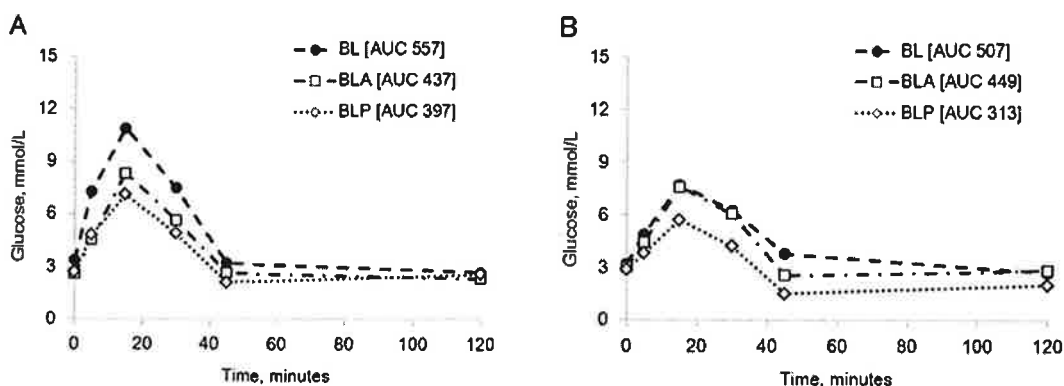 A
BL [AUC 557]
BLA [AUC 437]
BLP [AUC 397]
Glucose, mmol/L
15
12
9
6
3
0
0 20 40 60 80 100 120
Time, minutes
B
BL [AUC 507]
BLA [AUC 449]
BLP [AUC 313]
Glucose, mmol/L
15
12
9
6
3
0
0 20 40 60 80 100 120
Time, minutes